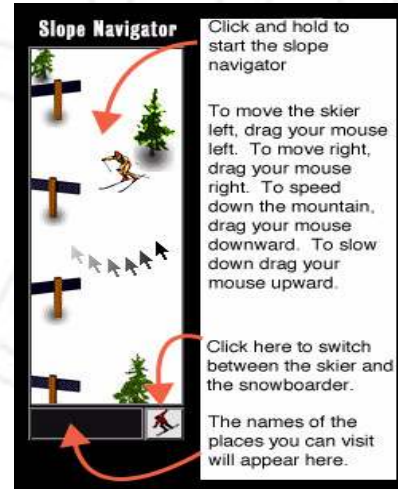 Slope Navigator
Click and hold to
start the slope
navigator
To move the skier
left, drag your mouse
left. To move right,
drag your mouse
right. To speed
down the mountain,
drag your mouse
downward. To slow
down drag your
mouse upward.
Click here to switch
between the skier and
the snowboarder.
The names of the
places you can visit
will appear here.